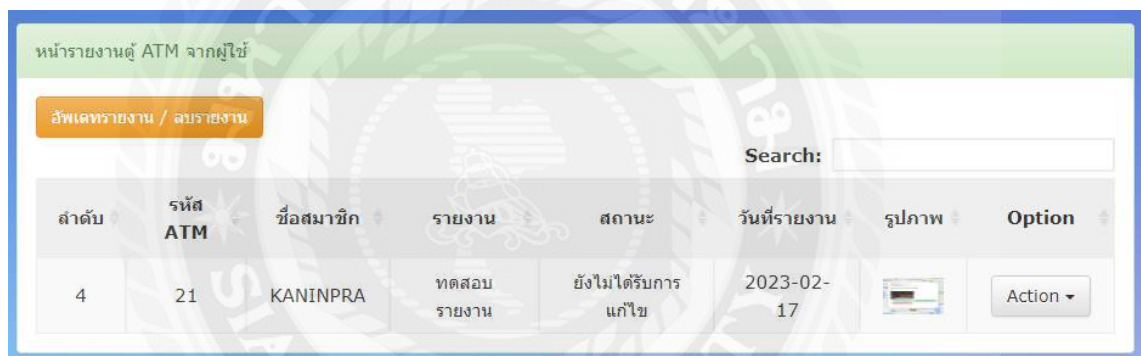 หน้ารายงานตู้ ATM จากผู้ใช้
อัพเดทรายงาน / ลบรายงาน
Search:
ลำดับ
รหัส
ATM
ชื่อสมาชิก
รายงาน
สถานะ
วันที่รายงาน
รูปภาพ
Option
4
21
KANINPRA
ทดสอบ
รายงาน
ยังไม่ได้รับการ
แก้ไข
2023-02-
17
Action